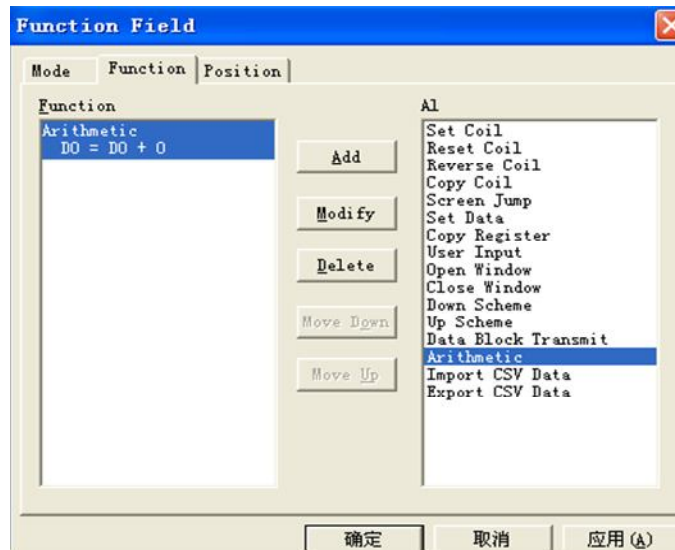 Function Field
Mode
Function
Position
Function
Al
Arithmetic
D0 = D0 + 0
Add
Modify
Delete
Move Down
Move Up
Set Coil
Reset Coil
Reverse Coil
Copy Coil
Screen Jump
Set Data
Copy Register
User Input
Open Window
Close Window
Down Scheme
Up Scheme
Data Block Transmit
Arithmetic
Import CSV Data
Export CSV Data
确定
取消
应用(A)